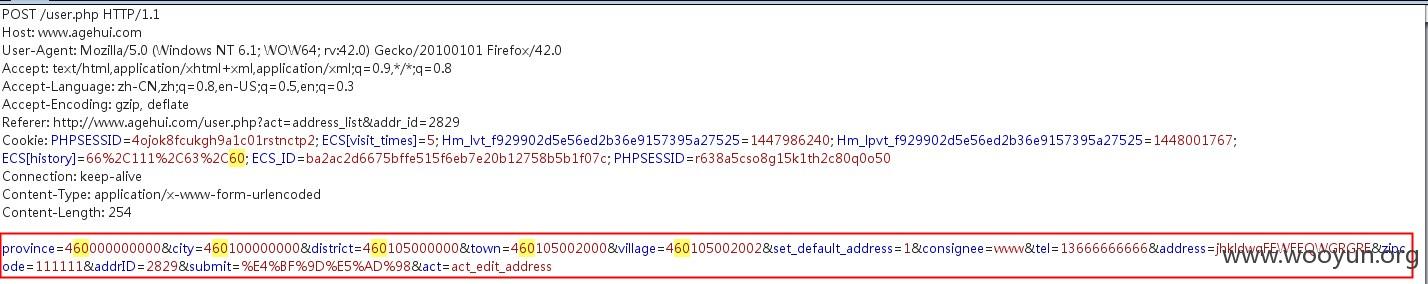 POST /user.php HTTP/1.1
Host: www.agehui.com
User-Agent: Mozilla/5.0 (Windows NT 6.1; WOW64; rv:42.0) Gecko/20100101 Firefox/42.0
Accept: text/html,application/xhtml+xml,application/xml;q=0.9,*/*;q=0.8
Accept-Language: zh-CN,zh;q=0.8,en-US;q=0.5,en;q=0.3
Accept-Encoding: gzip, deflate
Referer: http://www.agehui.com/user.php?act=address_list&addr_id=2829
Cookie: PHPSESSID=4ojok8fcukgh9a1c01rstnctp2; ECS[visit_times]=5; Hm_lvt_f929902d5e56ed2b36e9157395a27525=1447986240; Hm_lpvt_f929902d5e56ed2b36e9157395a27525=1448001767;
ECS[history]=66%2C111%2C63%2C60; ECS_ID=ba2ac2d6675bffe515f6eb7e20b12758b5b1f07c; PHPSESSID=r638a5cso8g15k1th2c80q0o50
Connection: keep-alive
Content-Type: application/x-www-form-urlencoded
Content-Length: 254
province=460000000000&city=460100000000&district=460105000000&town=460105002000&village=460105002002&set_default_address=1&consignee=www&tel=13666666666&address=&zipc
ode=111111&addrID=2829&submit=%E4%BF%9D%E5%AD%98&act=act_edit_address
www.wooyun.org